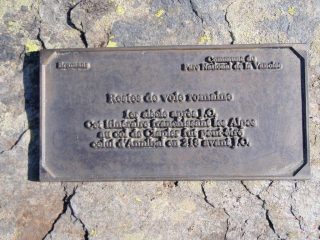 Bramans
Commune de
Parc National de la Vanoise
Restes de voie romaine
1er siècle après J.C.
Cet itinéraire franchissant les Alpes
au col du Clapier fut peut-être
celui d'Annibal en 218 avant J.C.